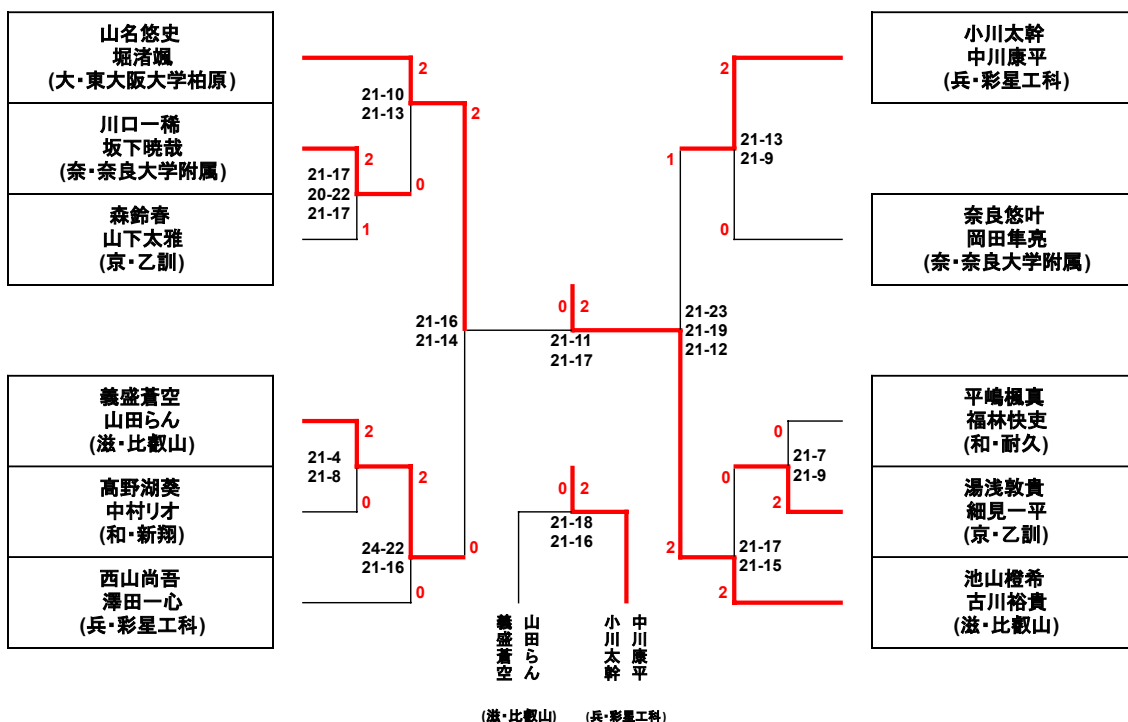 山名悠史
堀渚颯
(大・東大阪大学柏原)
川口一稀
坂下暁哉
(奈・奈良大学附属)
森鈴春
山下太雅
(京・乙訓)
義盛蒼空
山田らん
(滋・比叡山)
髙野湖葵
中村リオ
(和・新翔)
西山尚吾
澤田一心
(兵・彩星工科)
2
21-10
21-13
2
2
21-17
20-22
21-17
0
1
21-16
21-14
2
21-4
21-8
2
0
24-22
21-16
0
0
0 2
21-11
21-17
0 2
21-18
21-16
義盛蒼空
山田らん
(滋・比叡山)
小川太幹
中川康平
(兵・彩星工科)
2
1
21-13
21-9
0
21-23
21-19
21-12
0
21-7
21-9
0
2
21-17
21-15
2
2
小川太幹
中川康平
(兵・彩星工科)
奈良悠叶
岡田隼亮
(奈・奈良大学附属)
平嶋楓真
福林快吏
(和・耐久)
湯浅敦貴
細見一平
(京・乙訓)
池山橙希
古川裕貴
(滋・比叡山)